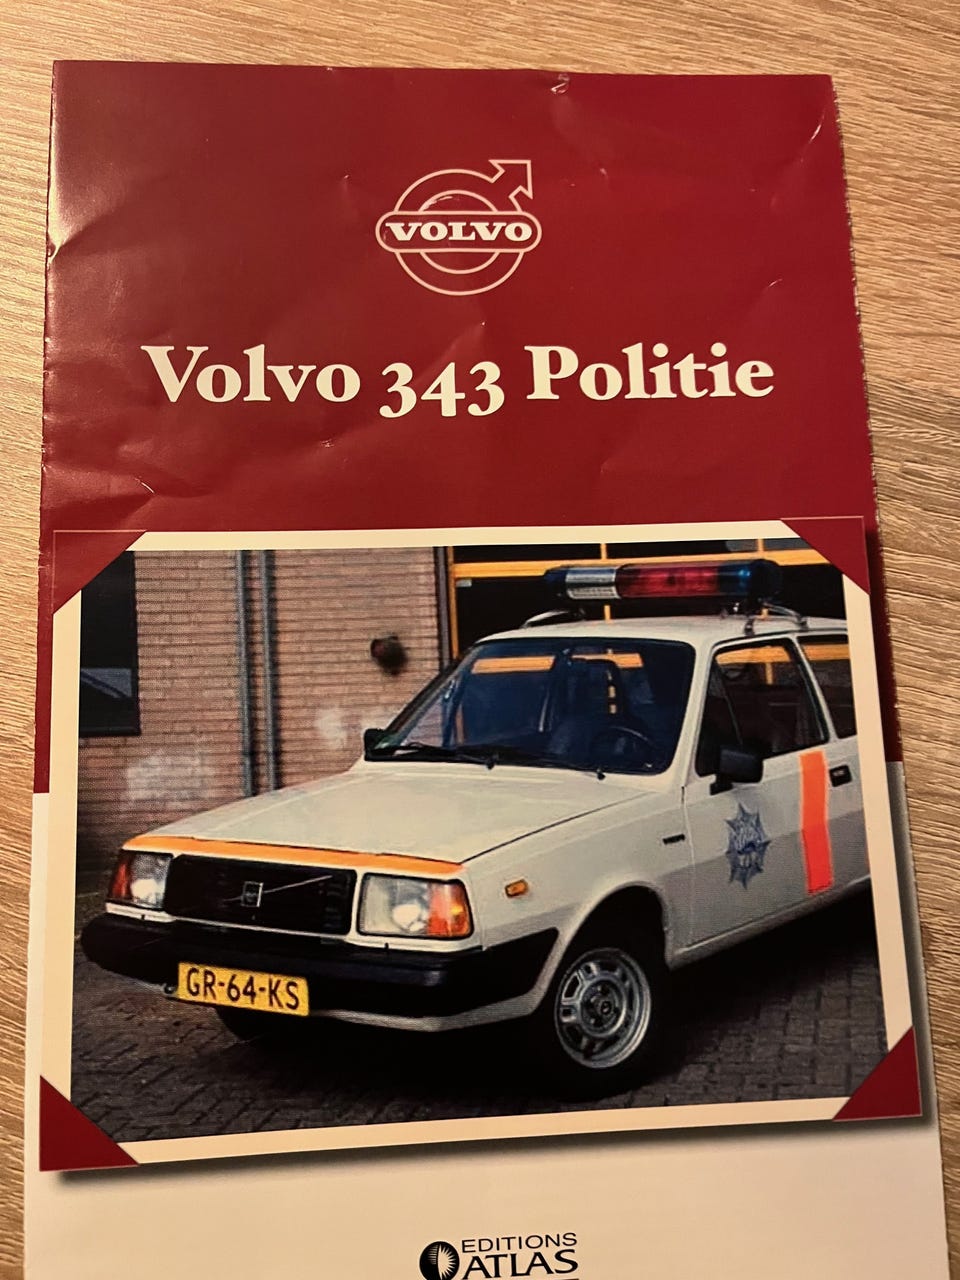 VOLVO
Volvo 343 Politie
GR-64-KS
EDITIONS
ATLAS